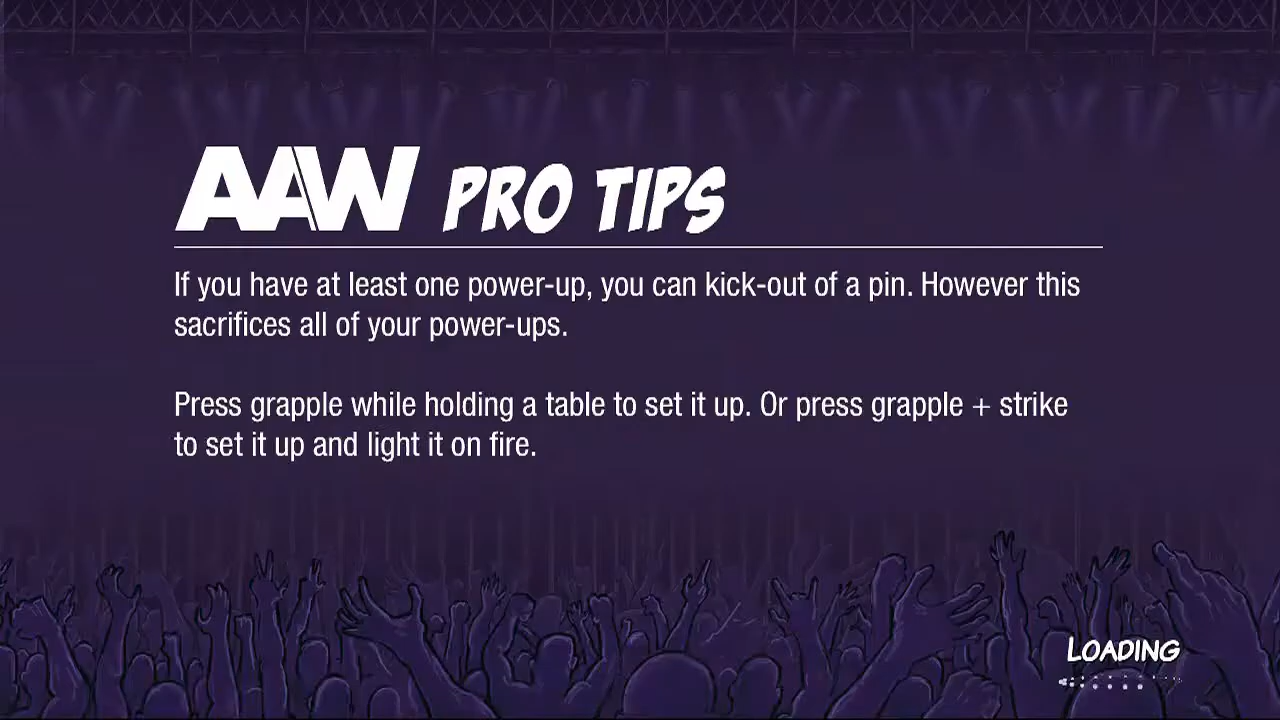 AAW PRO TIPS
If you have at least one power-up, you can kick-out of a pin. However this
sacrifices all of your power-ups.
Press grapple while holding a table to set it up. Or press grapple + strike
to set it up and light it on fire.
LOADING